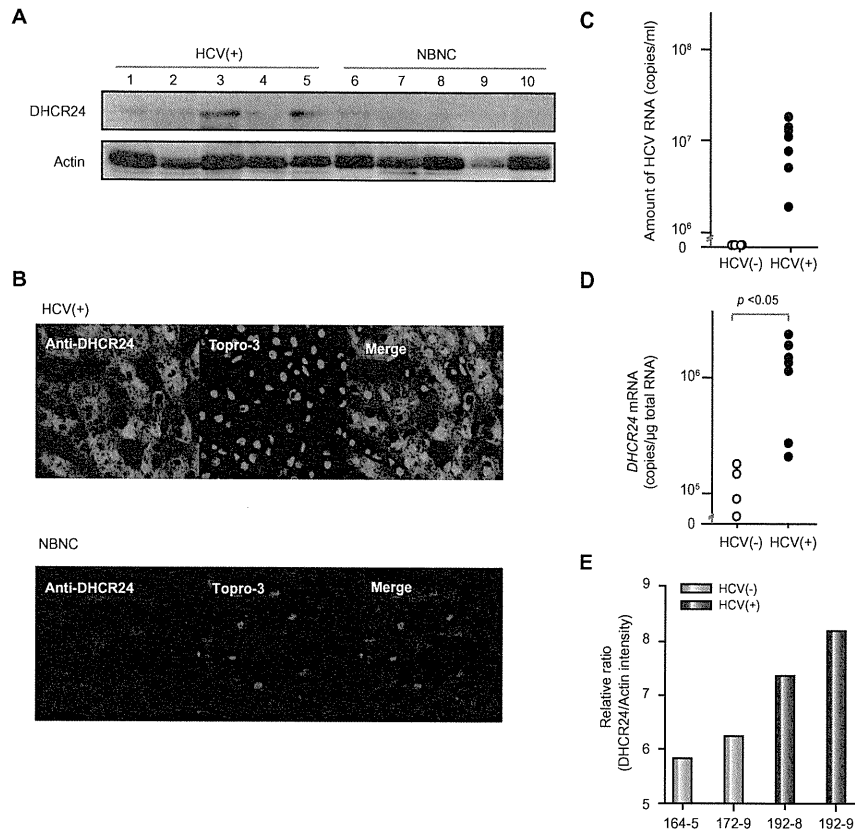 A
HCV(+) NBNC
1 2 3 4 5 6 7 8 9 10
DHCR24
Actin
B
HCV(+)
Anti-DHCR24 Topro-3 Merge
NBNC
Anti-DHCR24 Topro-3 Merge
C
Amount of HCV RNA (copies/ml)
10⁸
10⁷
10⁶
0
HCV(-) HCV(+)
D
p <0.05
DHCR24 mRNA
(copies/µg total RNA)
10⁶
10⁵
0
HCV(-) HCV(+)
E
HCV(-)
HCV(+)
Relative ratio
(DHCR24/Actin intensity)
9
8
7
6
5
164-5 172-9 192-8 192-9